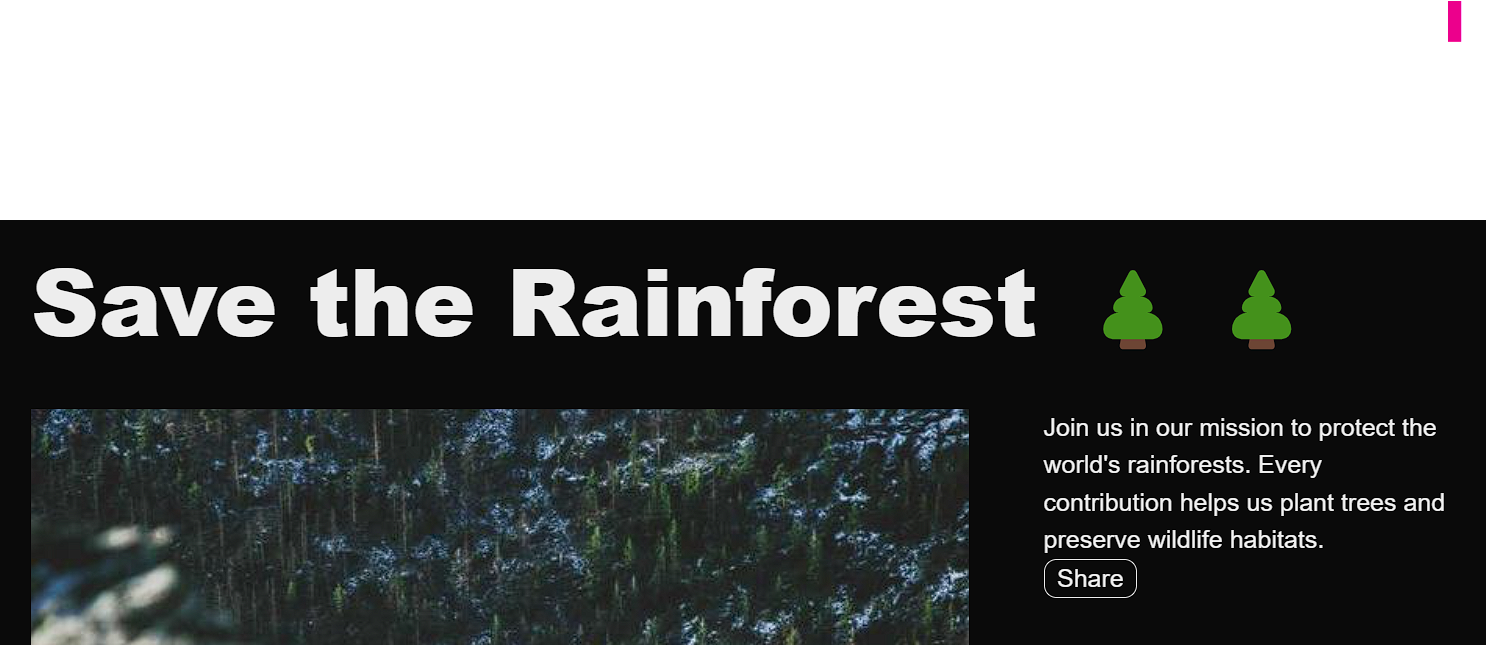 Save the Rainforest 🌲 🌲
Join us in our mission to protect the
world's rainforests. Every
contribution helps us plant trees and
preserve wildlife habitats.
Share